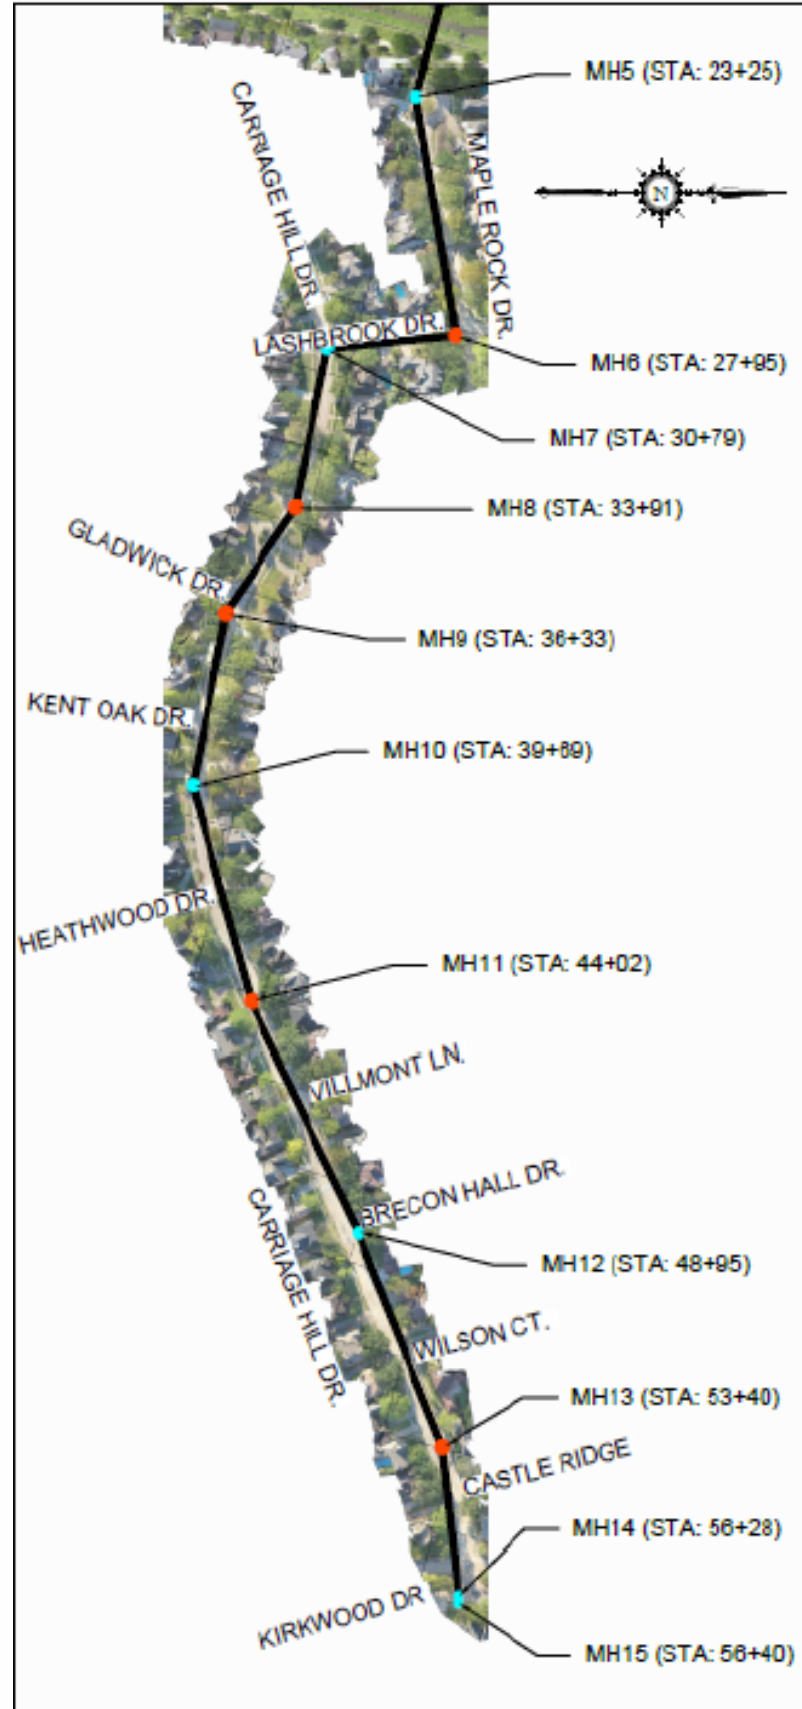 MH5 (STA: 23+25)
CARRIAGE HILL DR.
MAPLE ROCK DR.
N
LASHBROOK DR.
MH6 (STA: 27+95)
MH7 (STA: 30+79)
MH8 (STA: 33+91)
GLADWICK DR.
MH9 (STA: 36+33)
KENT OAK DR.
MH10 (STA: 39+69)
HEATHWOOD DR.
MH11 (STA: 44+02)
VILLMONT LN.
BRECON HALL DR.
CARRIAGE HILL DR.
MH12 (STA: 48+95)
WILSON CT.
MH13 (STA: 53+40)
CASTLE RIDGE
MH14 (STA: 56+28)
KIRKWOOD DR
MH15 (STA: 56+40)